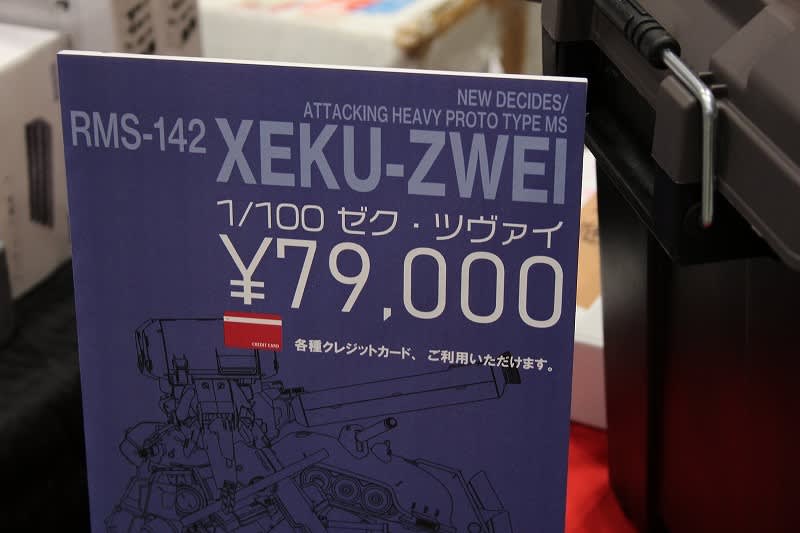 NEW DECIDES/
ATTACKING HEAVY PROTO TYPE MS
RMS-142 XEKU-ZWEI
1/100 ゼク・ツヴァイ
¥79,000
CREDIT CARD
各種クレジットカード、ご利用いただけます。